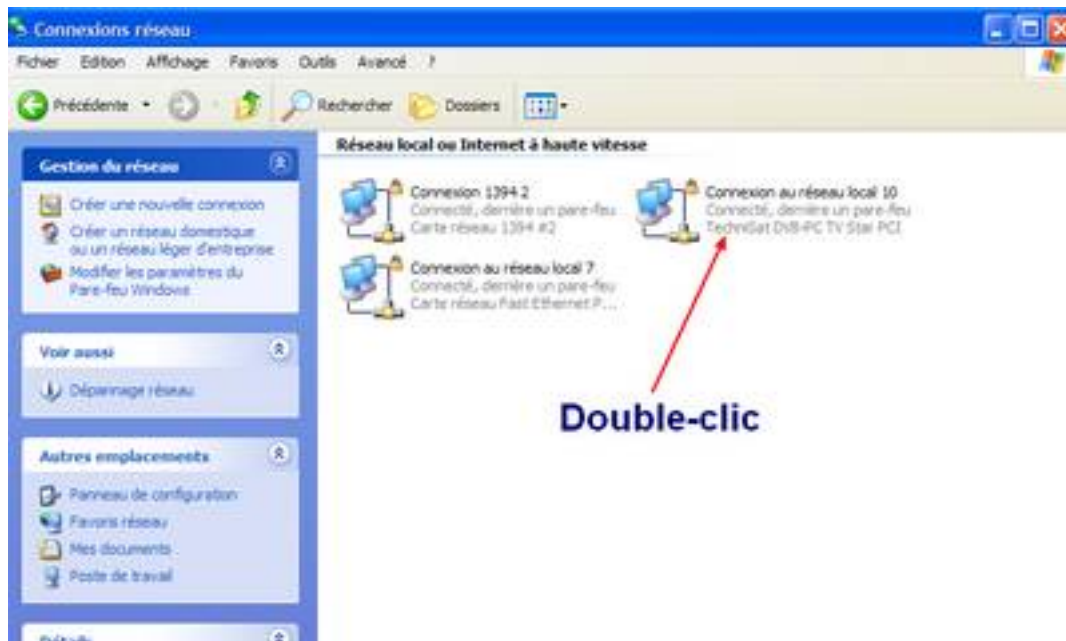 Connexions réseau
Fichier Edition Affichage Favoris Outils Avancé ?
Précédente Rechercher Dossiers
Réseau local ou Internet à haute vitesse
Gestion du réseau
Créer une nouvelle connexion
Créer un réseau domestique
ou un réseau léger d'entreprise
Modifier les paramètres du
Pare-feu Windows
Voir aussi
Dépannage réseau
Autres emplacements
Panneau de configuration
Favoris réseau
Mes documents
Poste de travail
Détails
Connexion 1394 2
Connecté, derrière un pare-feu
Carte réseau 1394 #2
Connexion au réseau local 10
Connecté, derrière un pare-feu
TechniSat DVB-PC TV Star PCI
Connexion au réseau local 7
Connecté, derrière un pare-feu
Carte réseau Fast Ethernet P...
Double-clic